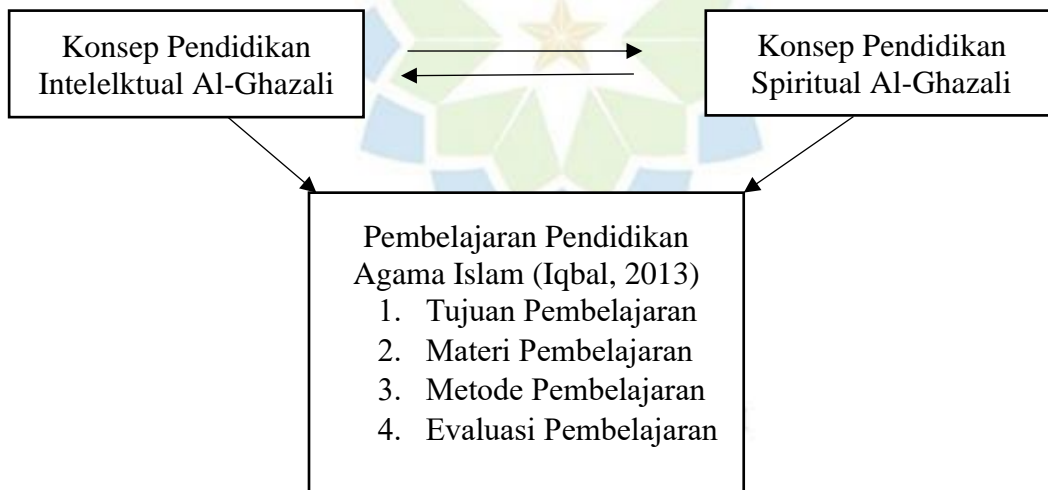 Konsep Pendidikan
Intelelktual Al-Ghazali
Konsep Pendidikan
Spiritual Al-Ghazali
Pembelajaran Pendidikan
Agama Islam (Iqbal, 2013)
1. Tujuan Pembelajaran
2. Materi Pembelajaran
3. Metode Pembelajaran
4. Evaluasi Pembelajaran